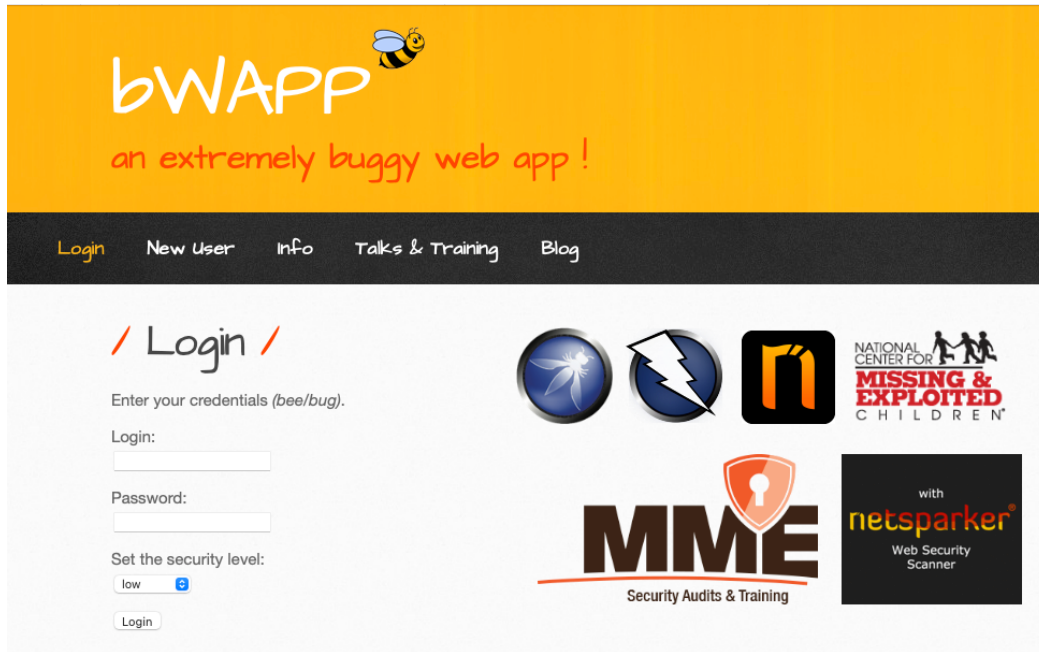 bWAPP
an extremely buggy web app !
Login New User Info Talks & Training Blog
/ Login /
Enter your credentials (bee/bug).
Login:
Password:
Set the security level:
low
Login
n
NATIONAL
CENTER FOR
MISSING &
EXPLOITED
CHILDREN®
MME
Security Audits & Training
with
netsparker®
Web Security
Scanner